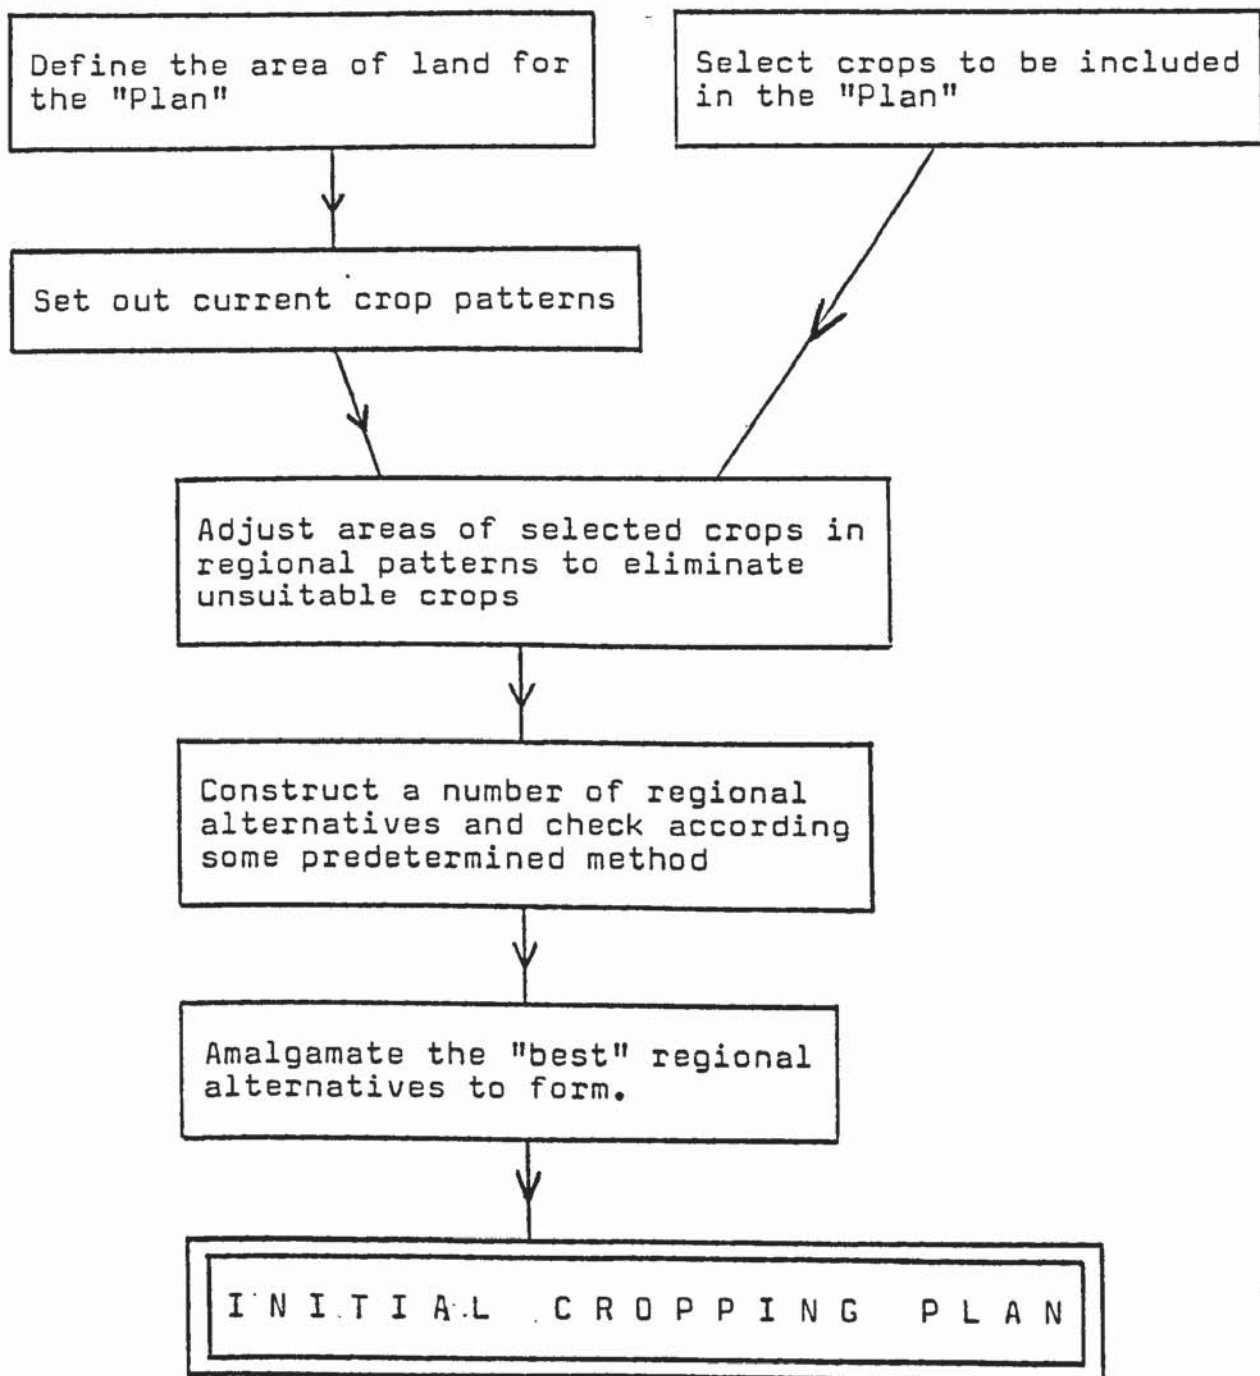 Define the area of land for
the "Plan"
Select crops to be included
in the "Plan"
Set out current crop patterns
Adjust areas of selected crops in
regional patterns to eliminate
unsuitable crops
Construct a number of regional
alternatives and check according
some predetermined method
Amalgamate the "best" regional
alternatives to form.
INITIAL CROPPING PLAN